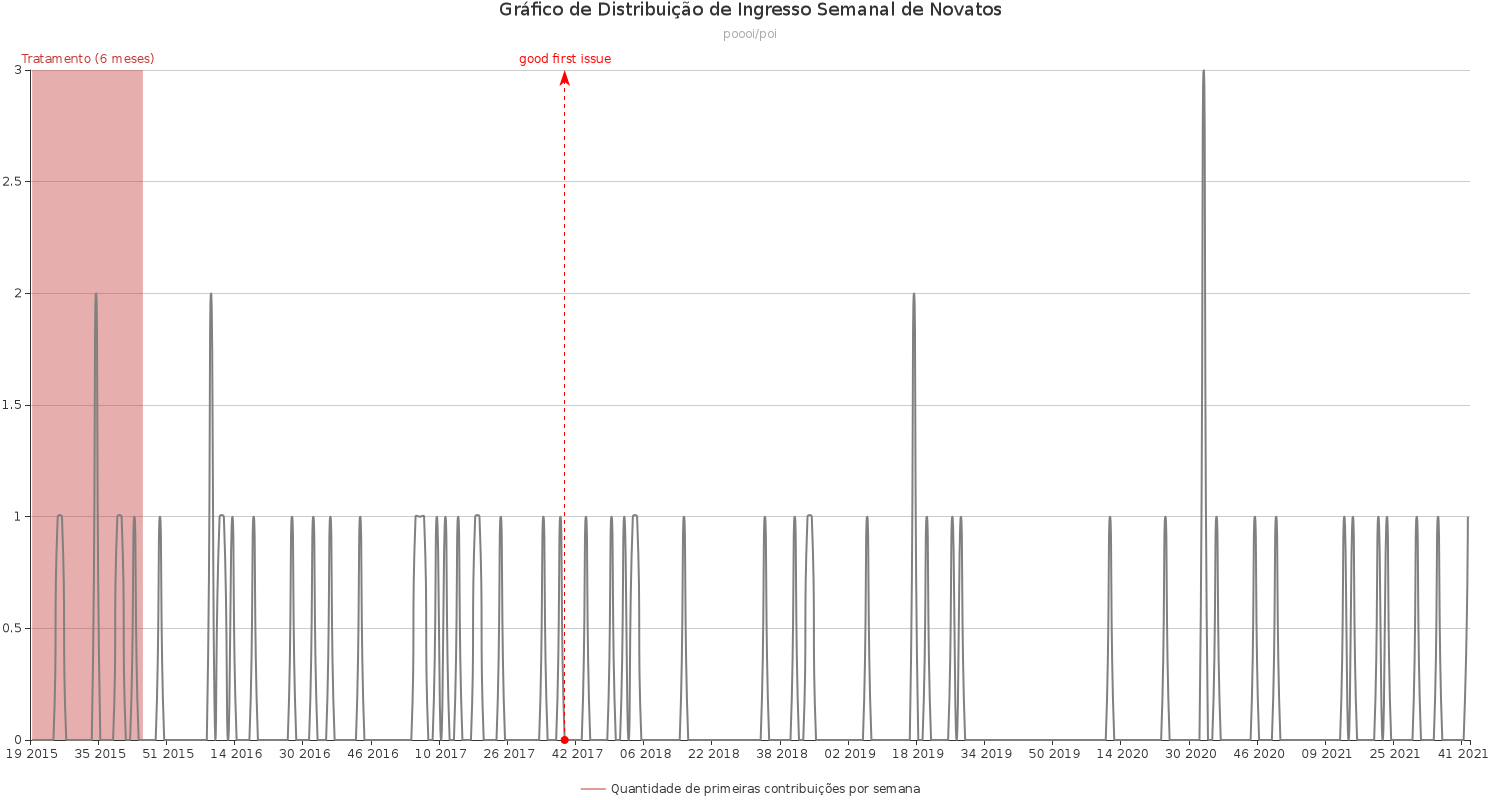 Gráfico de Distribuição de Ingresso Semanal de Novatos
poooi/poi
Tratamento (6 meses)
good first issue
3
2.5
2
1.5
1
0.5
0
19 2015 35 2015 51 2015 14 2016 30 2016 46 2016 10 2017 26 2017 42 2017 06 2018 22 2018 38 2018 02 2019 18 2019 34 2019 50 2019 14 2020 30 2020 46 2020 09 2021 25 2021 41 2021
Quantidade de primeiras contribuições por semana